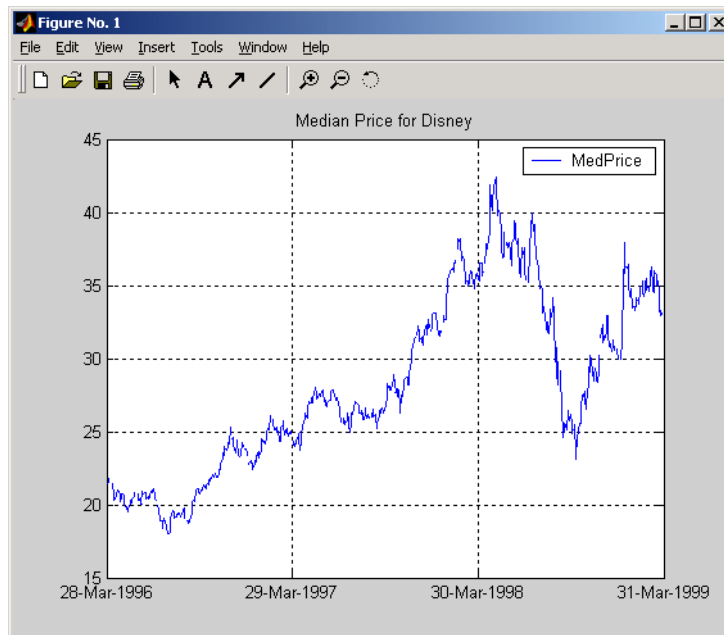 Figure No. 1
File Edit View Insert Tools Window Help
A
Median Price for Disney
MedPrice
45
40
35
30
25
20
15
28-Mar-1996 29-Mar-1997 30-Mar-1998 31-Mar-1999